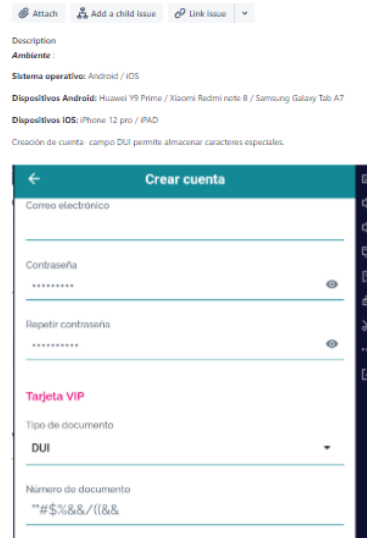 Attach Add a child issue Link issue
Description
Ambiente :
Sistema operativo: Android / iOS
Dispositivos Android: Huawei Y9 Prime / Xiaomi Redmi note 8 / Samsung Galaxy Tab A7
Dispositivos IOS: iPhone 12 pro / iPAD
Creación de cuenta- campo DUI permite almacenar caracteres especiales.
Crear cuenta
Correo electrónico
Contraseña
•••••••••
Repetir contraseña
••••••••••
Tarjeta VIP
Tipo de documento
DUI
Número de documento
""#$%&&/((&&